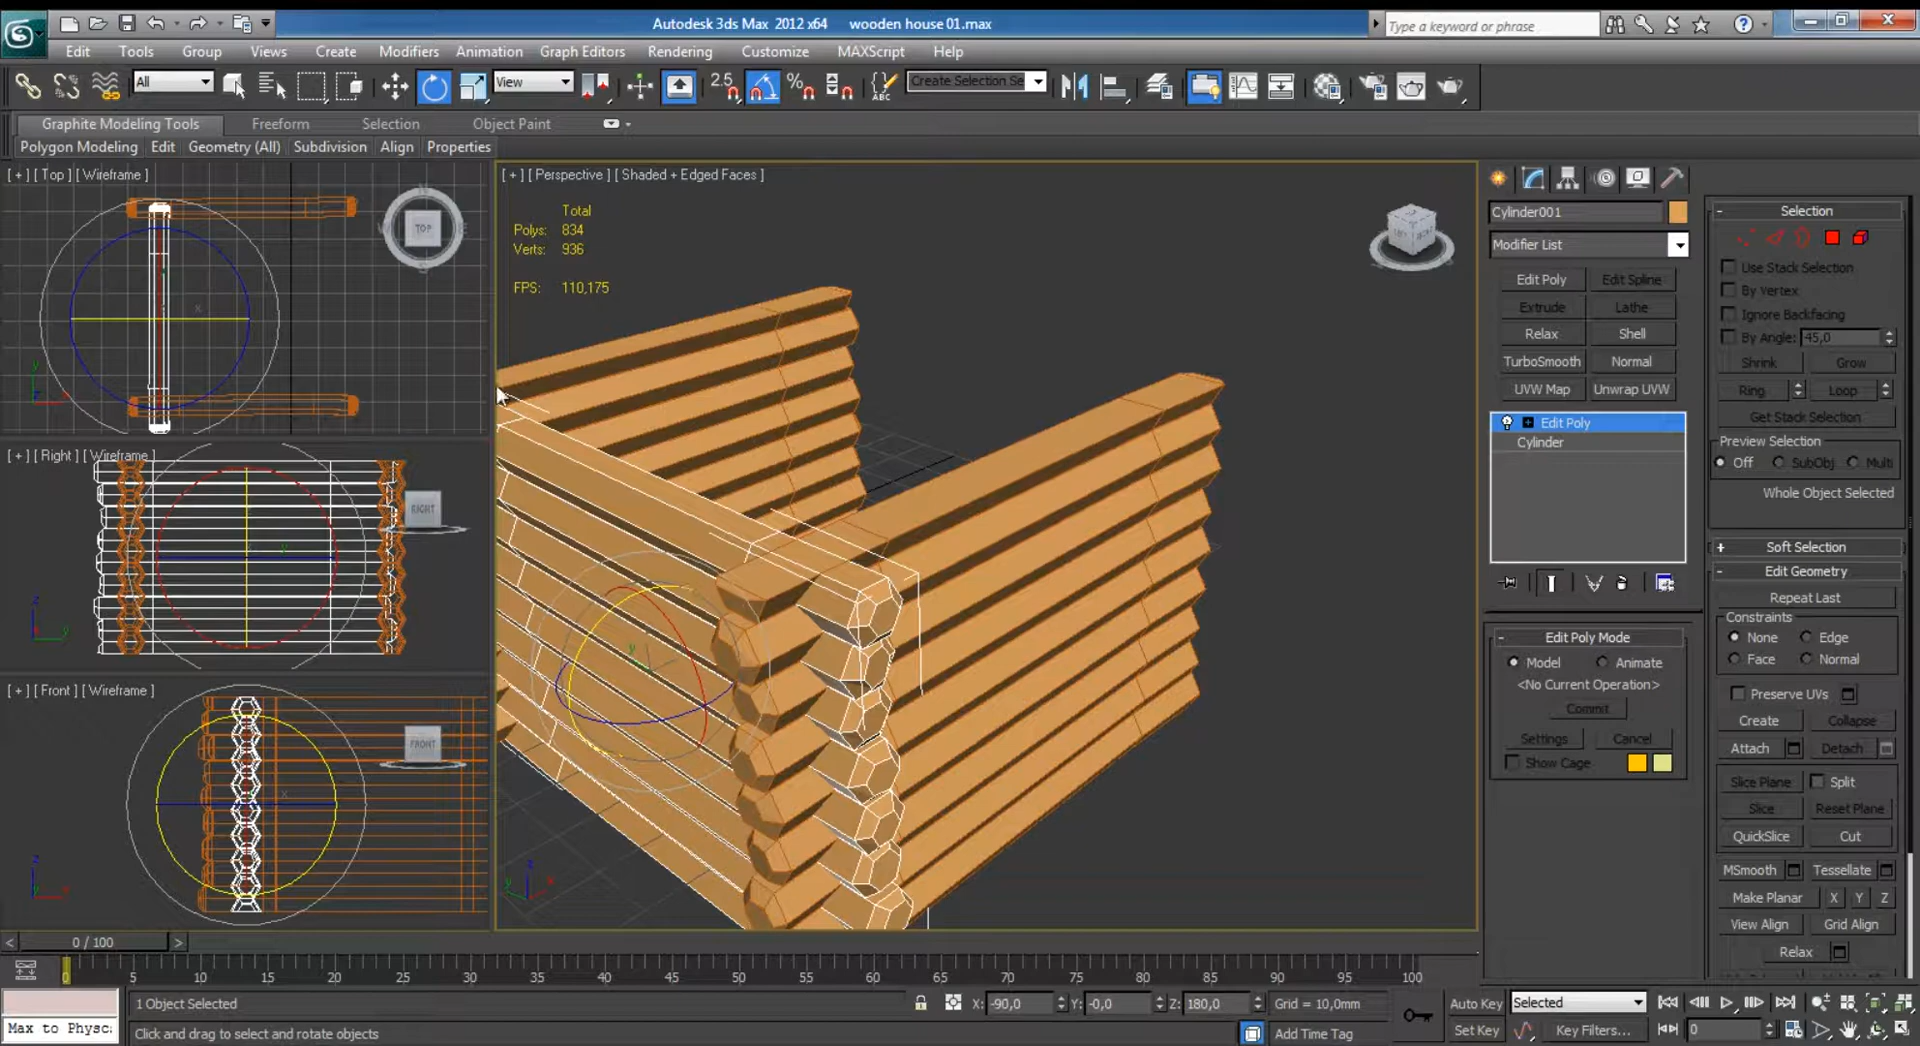 Autodesk 3ds Max 2012 x64 wooden house 01.max
Type a keyword or phrase
Edit Tools Group Views Create Modifiers Animation Graph Editors Rendering Customize MAXScript Help
All View 2.5 Create Selection Se
Graphite Modeling Tools Freeform Selection Object Paint
Polygon Modeling Edit Geometry (All) Subdivision Align Properties
[ + ] [ Top ] [ Wireframe ]
TOP
[ + ] [ Right ] [ Wireframe ]
RIGHT
[ + ] [ Front ] [ Wireframe ]
FRONT
[ + ] [ Perspective ] [ Shaded + Edged Faces ]
Total
Polys: 834
Verts: 936
FPS: 110,175
Cylinder001
Modifier List
Edit Poly Edit Spline
Extrude Lathe
Relax Shell
TurboSmooth Normal
UVW Map Unwrap UVW
Edit Poly
Cylinder
- Edit Poly Mode
Model Animate
<No Current Operation>
Commit
Settings Cancel
Show Cage
- Selection
Use Stack Selection
By Vertex
Ignore Backfacing
By Angle: 45,0
Shrink Grow
Ring Loop
Get Stack Selection
Preview Selection
Off SubObj Multi
Whole Object Selected
+ Soft Selection
- Edit Geometry
Repeat Last
Constraints
None Edge
Face Normal
Preserve UVs
Create Collapse
Attach Detach
Slice Plane Split
Slice Reset Plane
QuickSlice Cut
MSmooth Tessellate
Make Planar X Y Z
View Align Grid Align
Relax
< 0 / 100 >
0 5 10 15 20 25 30 35 40 45 50 55 60 65 70 75 80 85 90 95 100
1 Object Selected X: -90,0 Y: -0,0 Z: 180,0 Grid = 10,0mm Auto Key Selected
Max to Physc: Click and drag to select and rotate objects Add Time Tag Set Key Key Filters... 0